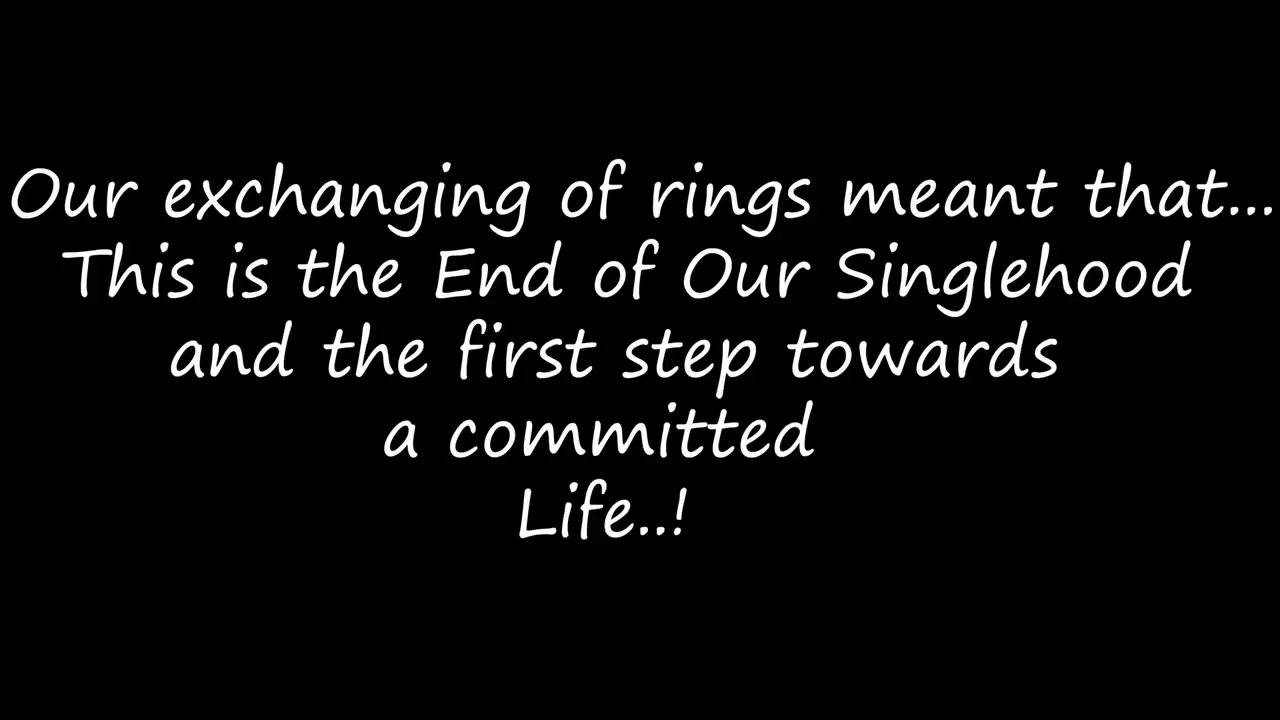 Our exchanging of rings meant that...
This is the End of Our Singlehood
and the first step towards
a committed
Life..!